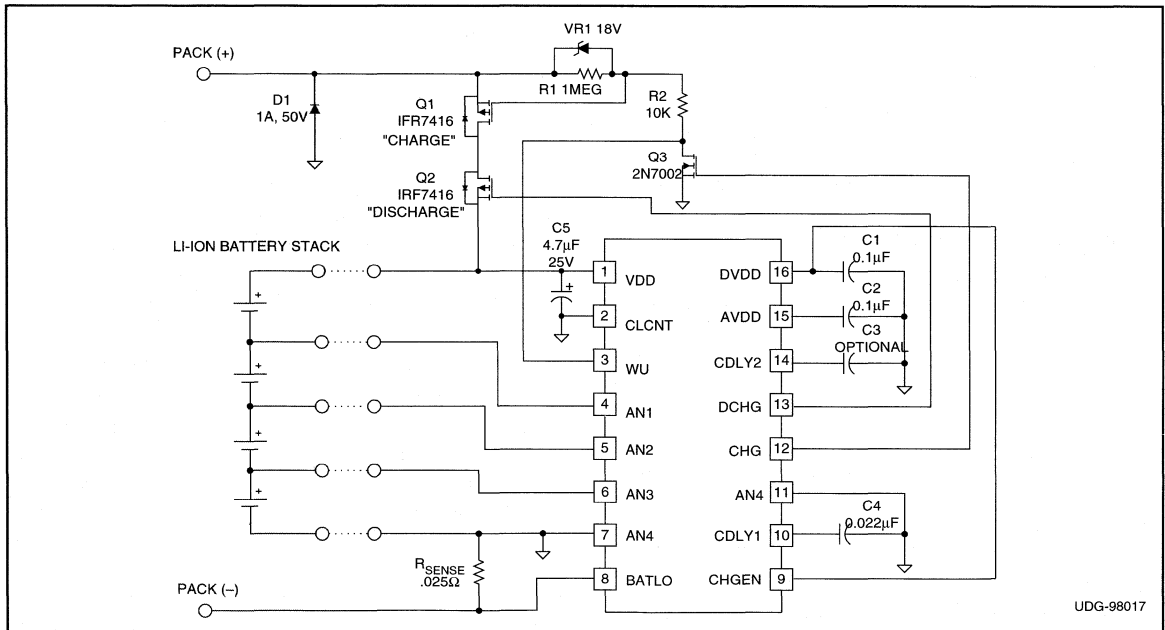 VR1 18V
PACK (+)
R1 1MEG
D1
1A, 50V
Q1
IFR7416
"CHARGE"
R2
10K
Q3
2N7002
Q2
IRF7416
"DISCHARGE"
LI-ION BATTERY STACK
C5
4.7µF
25V
C1
0.1µF
C2
0.1µF
C3
OPTIONAL
1 VDD
2 CLCNT
3 WU
4 AN1
5 AN2
6 AN3
7 AN4
8 BATLO
DVDD 16
AVDD 15
CDLY2 14
DCHG 13
CHG 12
AN4 11
CDLY1 10
CHGEN 9
C4
0.022µF
+
+
+
+
+
RSENSE
.025Ω
PACK (–)
UDG-98017